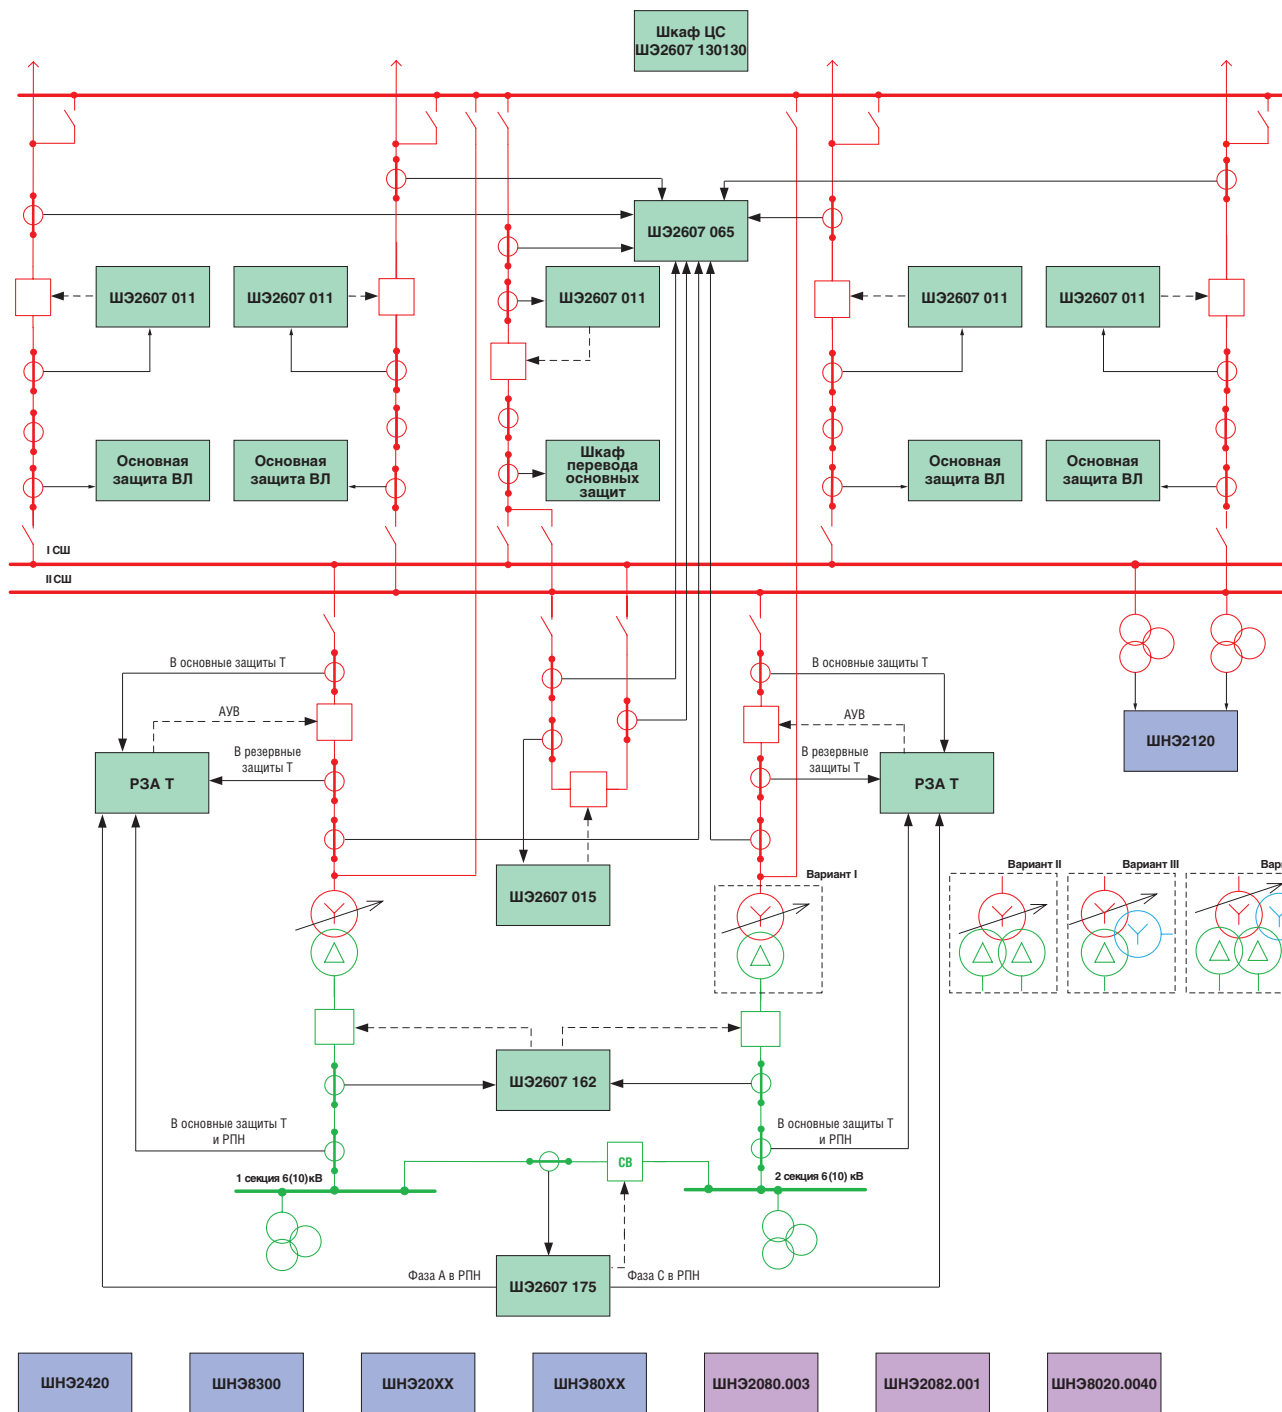 Шкаф ЦС
ШЭ2607 130130
ШЭ2607 065
ШЭ2607 011
ШЭ2607 011
ШЭ2607 011
ШЭ2607 011
ШЭ2607 011
Основная
защита ВЛ
Основная
защита ВЛ
Шкаф
перевода
основных
защит
Основная
защита ВЛ
Основная
защита ВЛ
I СШ
II СШ
В основные защиты Т
АУВ
В резервные
защиты Т
РЗА Т
В основные защиты Т
АУВ
В резервные
защиты Т
РЗА Т
ШНЭ2120
ШЭ2607 015
Вариант I
Вариант II
Вариант III
Вари
ШЭ2607 162
В основные защиты Т
и РПН
В основные защиты Т
и РПН
СВ
1 секция 6(10)кВ
2 секция 6(10) кВ
Фаза А в РПН
ШЭ2607 175
Фаза С в РПН
ШНЭ2420
ШНЭ8300
ШНЭ20ХХ
ШНЭ80ХХ
ШНЭ2080.003
ШНЭ2082.001
ШНЭ8020.0040